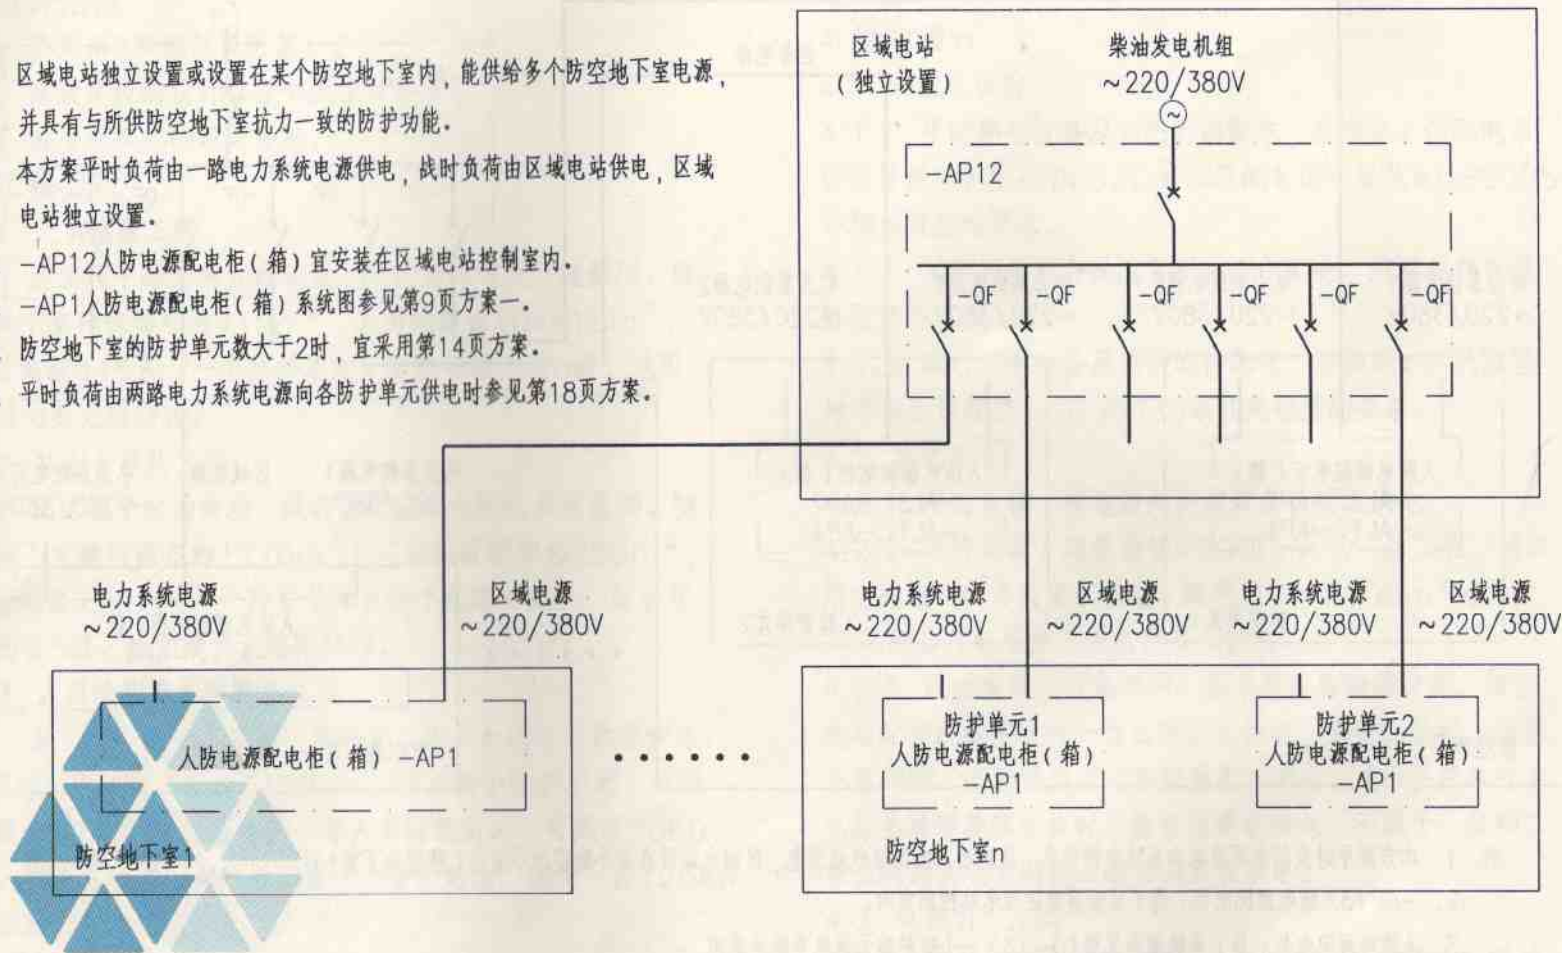 区域电站独立设置或设置在某个防空地下室内，能供给多个防空地下室电源，
并具有与所供防空地下室抗力一致的防护功能.
本方案平时负荷由一路电力系统电源供电，战时负荷由区域电站供电，区域
电站独立设置.
-AP12人防电源配电柜(箱)宜安装在区域电站控制室内.
-AP1人防电源配电柜(箱)系统图参见第9页方案一.
防空地下室的防护单元数大于2时，宜采用第14页方案.
平时负荷由两路电力系统电源向各防护单元供电时参见第18页方案.
区域电站
(独立设置)
柴油发电机组
~220/380V
~
-AP12
-QF -QF -QF -QF -QF -QF
电力系统电源
~220/380V
区域电源
~220/380V
电力系统电源
~220/380V
区域电源
~220/380V
电力系统电源
~220/380V
区域电源
~220/380V
人防电源配电柜(箱) -AP1
防空地下室1
······
防护单元1
人防电源配电柜(箱)
-AP1
防护单元2
人防电源配电柜(箱)
-AP1
防空地下室n